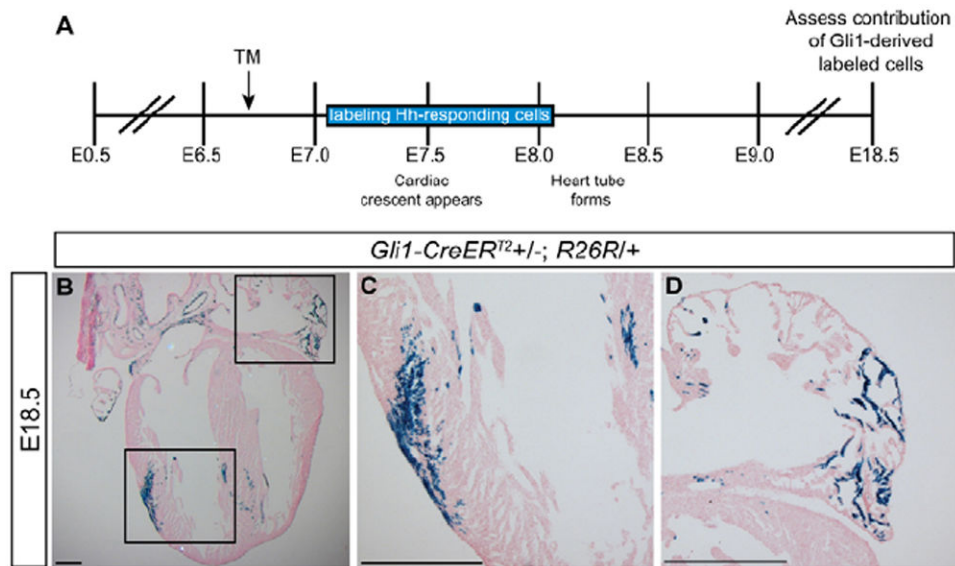 A
TM
Assess contribution
of Gli1-derived
labeled cells
labeling Hh-responding cells
E0.5
E6.5
E7.0
E7.5
E8.0
E8.5
E9.0
E18.5
Cardiac
crescent appears
Heart tube
forms
Gli1-CreERT2+/-; R26R/+
E18.5
B
C
D